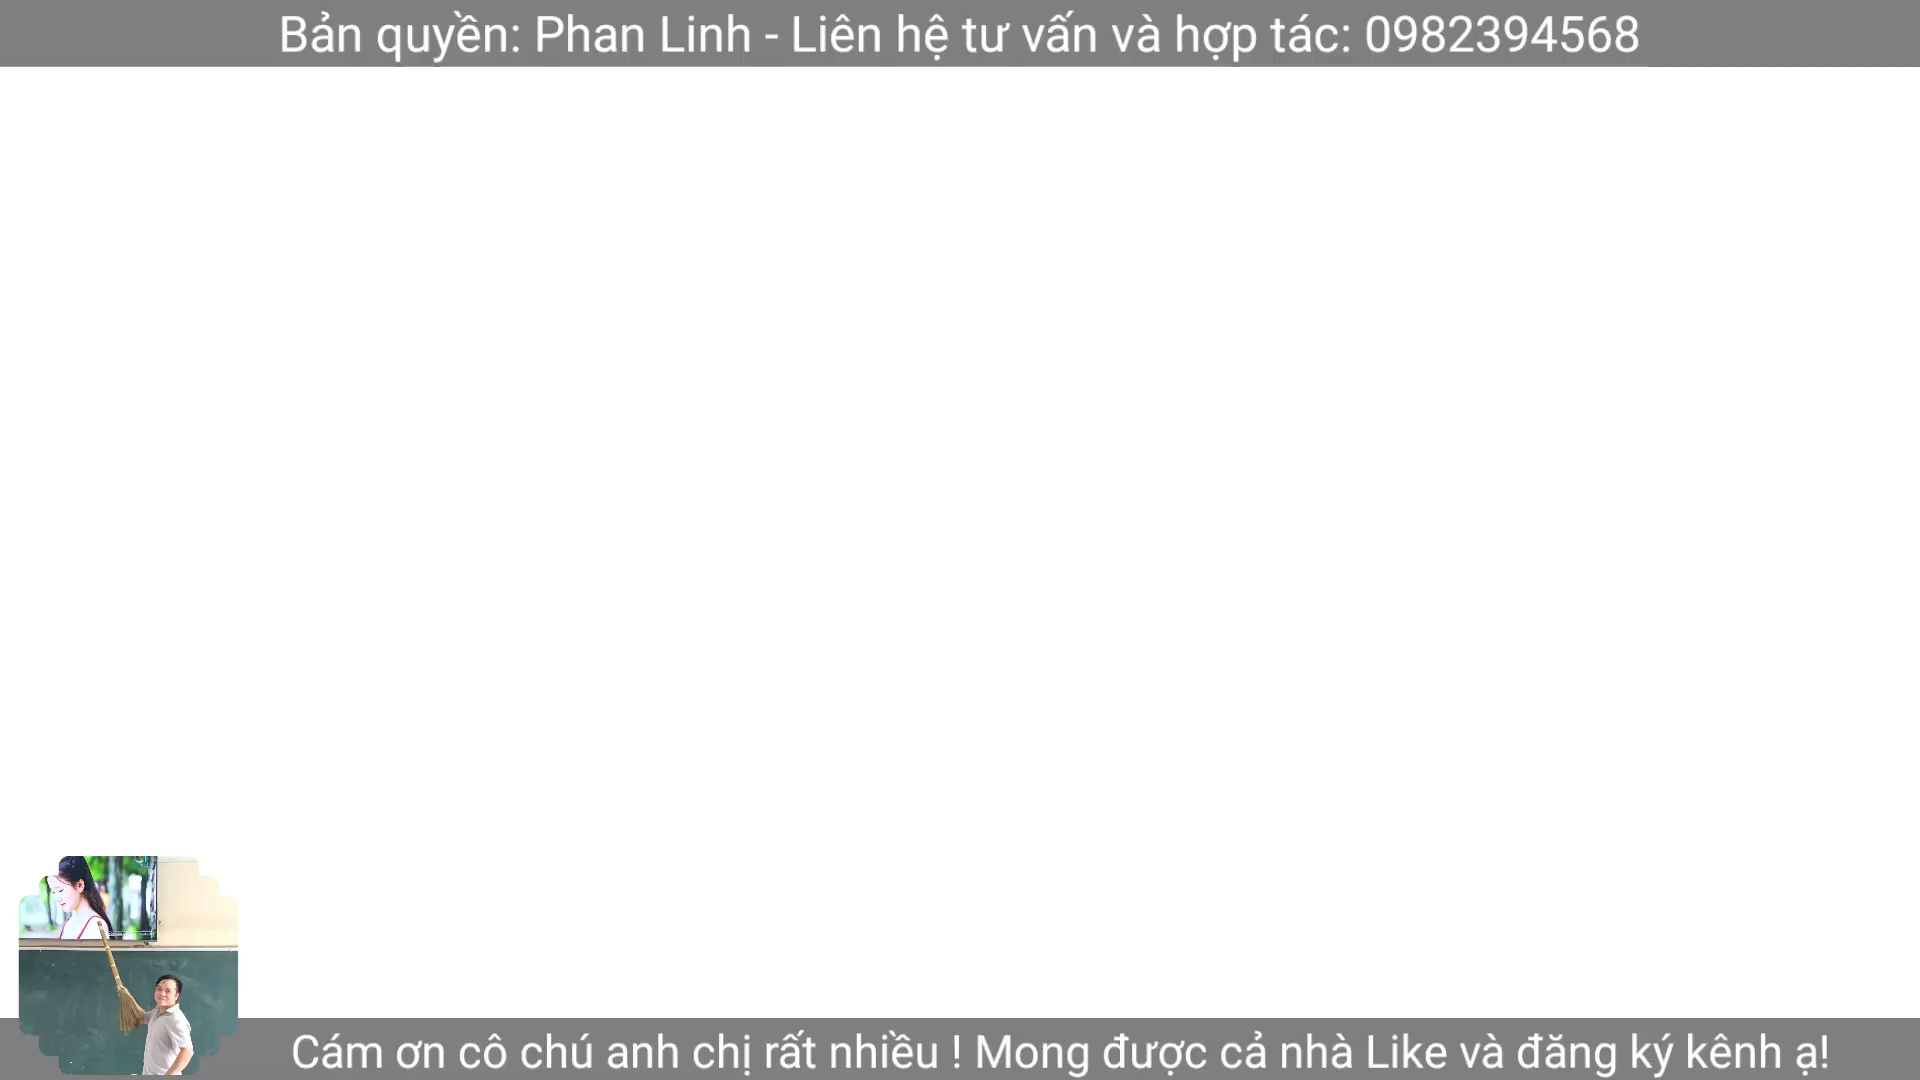 Bản quyền: Phan Linh - Liên hệ tư vấn và hợp tác: 0982394568
Cám ơn cô chú anh chị rất nhiều ! Mong được cả nhà Like và đăng ký kênh ạ!